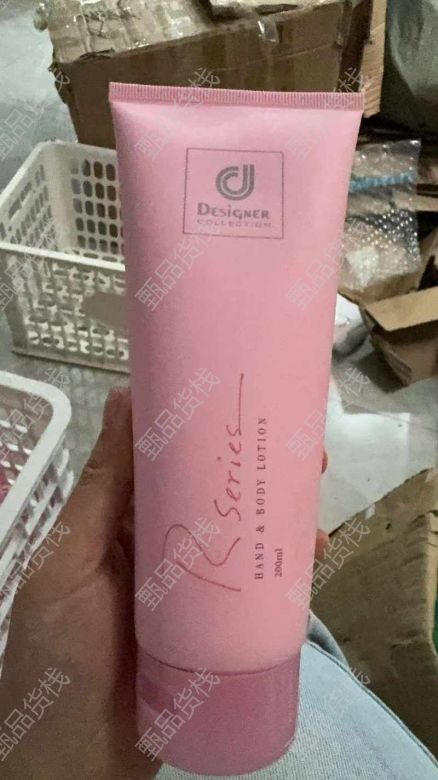 d
DESIGNER
COLLECTION
R series
HAND & BODY LOTION
200ml
甄品货栈